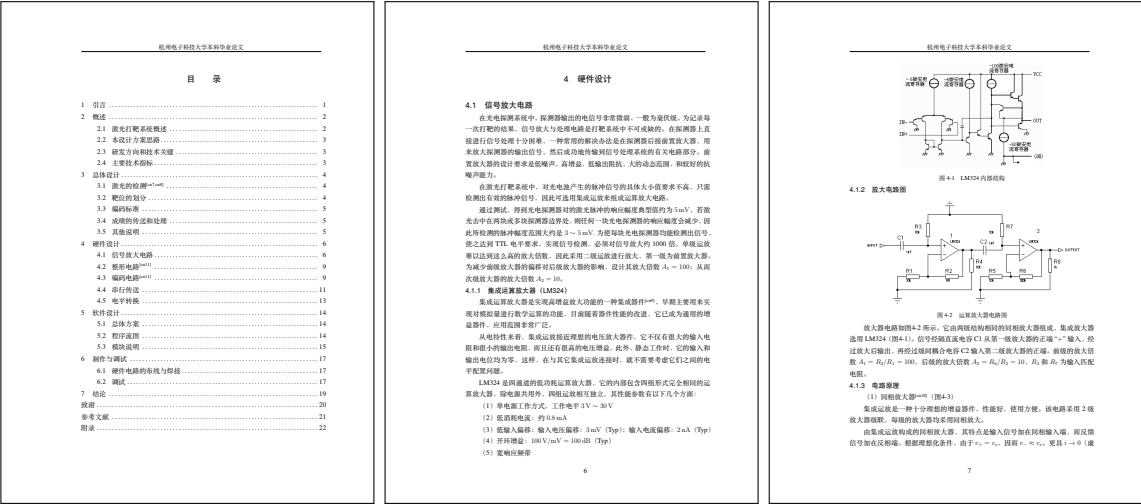 杭州电子科技大学本科毕业论文
目 录
1 引言 1
2 概述 2
2.1 激光打靶系统概述 2
2.2 本设计方案思路 3
2.3 研发方向和技术关键 3
2.4 主要技术指标 3
3 总体设计 4
3.1 激光的检测 4
3.2 靶位的划分 4
3.3 编码标准 5
3.4 成绩的传送和处理 5
3.5 其他说明 5
4 硬件设计 6
4.1 信号放大电路 6
4.2 整形电路 9
4.3 编码电路 9
4.4 串行传送 11
4.5 电平转换 13
5 软件设计 14
5.1 总体方案 14
5.2 程序流图 14
5.3 模块说明 15
6 制作与调试 17
6.1 硬件电路的布线与焊接 17
6.2 调试 17
7 结论 19
致谢 20
参考文献 21
附录 22
杭州电子科技大学本科毕业论文
4 硬件设计
4.1 信号放大电路
在光电探测系统中，探测器输出的电信号非常微弱，一般为毫伏级。为记录每
一次打靶的结果，信号放大与处理电路是打靶系统中不可或缺的。在探测器上直
接进行信号处理十分困难，一种常用的解决办法是在探测器后接前置放大器，用
来放大探测器的输出信号，然后成功地传输到信号处理系统的有关电路部分。前
置放大器的设计要求是低噪声、高增益、低输出阻抗、大的动态范围、和较好的抗
噪声能力。
在激光打靶系统中，对光电池产生的脉冲信号的具体大小值要求不高，只需
检测出有效的脉冲信号，因此可选用集成运放来组成运算放大电路。
通过测试，得到光电探测器对的激光脉冲的响应幅度典型值约为 5 mV，若激
光击中在两块或多块探测器边界处，则任何一块光电探测器的响应幅度会减少，因
此所检测的脉冲幅度范围大约是 3 ∼ 5 mV. 为使每块光电探测器均能检测出信号，
使之达到 TTL 电平要求，实现信号检测，必须对信号放大约 1000 倍。单级运放
难以达到这么高的放大倍数，因此采用二级运放进行放大，第一级为前置放大器。
为减少前级放大器的偏移对后级放大器的影响，设计其放大倍数 A₁ = 100；从而
次级放大器的放大倍数 A₂ = 10。
4.1.1 集成运算放大器（LM324）
集成运放大器是实现高增益放大功能的一种集成器件，早期主要用来实
现对模拟量进行数学运算的功能，目前随着器件性能的改进，它已成为通用的增
益器件，应用范围非常广泛。
从电特性来看，集成运放接近理想的电压放大器件，它不仅有很大的输入电
阻和很小的输出电阻，而且还有很高的电压增益。此外，静态工作时，它的输入和
输出电位均为零，这样，在与其它集成运放连接时，就不需要考虑它们之间的电
平配置问题。
LM324 是四通道的低功耗运算放大器，它的内部包含四组形式完全相同的运
算放大器，除电源共用外，四组运放相互独立，其性能参数有以下几个方面：
（1）单电源工作方式，工作电平 3 V ∼ 30 V
（2）低消耗电流：约 0.8 mA
（3）低输入偏移：输入电压偏移：3 mV（Typ）；输入电流偏移：2 nA（Typ）
（4）开环增益：100 V/mV = 100 dB（Typ）
（5）宽响应频带
6
杭州电子科技大学本科毕业论文
VCC
IN-
IN+
OUT
GND
图 4-1 LM324 内部结构
4.1.2 放大电路图
R3
R7
1
2
C1
C2
INPUT
LM324
LM324
OUTPUT
R4
R8
R1
R2
R5
R6
图 4-2 运算放大器电路图
放大器电路如图4-2 所示。它由两级结构相同的同相放大器组成，集成放大器
选用 LM324（图4-1）。信号经隔直流电容 C1 从第一级放大器的正端"+"输入，经
过放大后输出，再经过级间耦合电容 C2 输入第二级放大器的正端。前级的放大倍
数 A₁ = R₂/R₁ = 100，后级的放大倍数 A₂ = R₆/R₅ = 10。R₃ 和 R₇ 为输入匹配
电阻。
4.1.3 电路原理
（1）同相放大器（图4-3）
集成运放是一种十分理想的增益器件，性能好，使用方便。该电路采用 2 级
放大器级联，每级的放大器均采用同相放大。
由集成运放构成的同相放大器，其特点是输入信号加在同相输入端，而反馈
信号加在反相端。根据理想化条件，由于
7